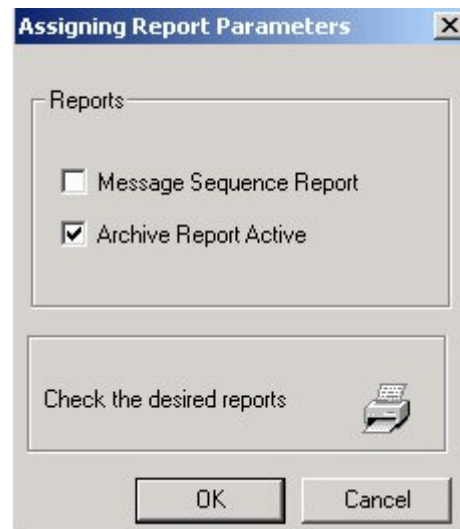 Assigning Report Parameters
Reports
Message Sequence Report
Archive Report Active
Check the desired reports
OK
Cancel